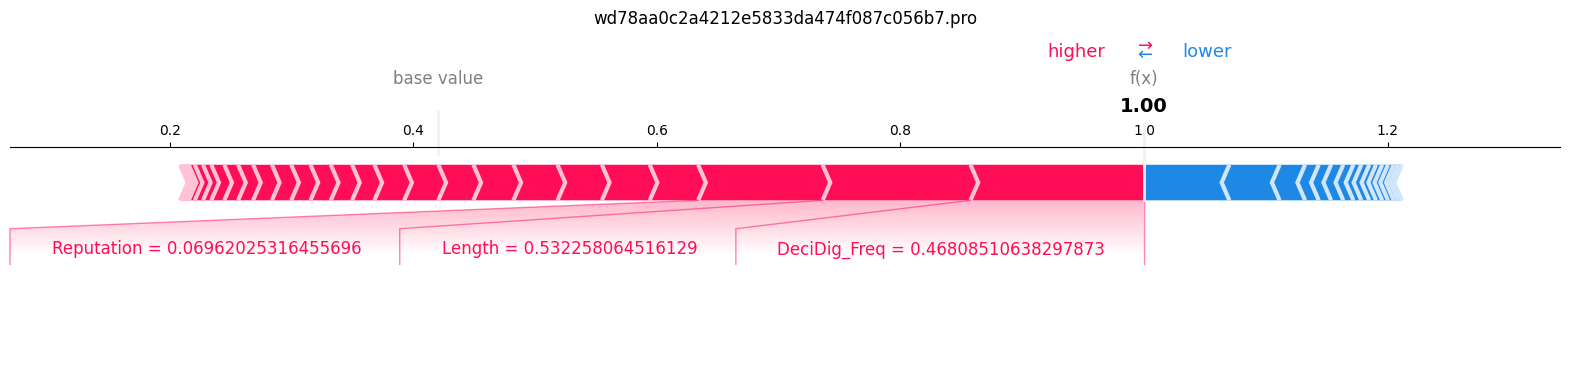 wd78aa0c2a4212e5833da474f087c056b7.pro
higher ⇄ lower
base value f(x)
1.00
0.2 0.4 0.6 0.8 1.0 1.2
Reputation = 0.06962025316455696 Length = 0.532258064516129 DeciDig_Freq = 0.46808510638297873